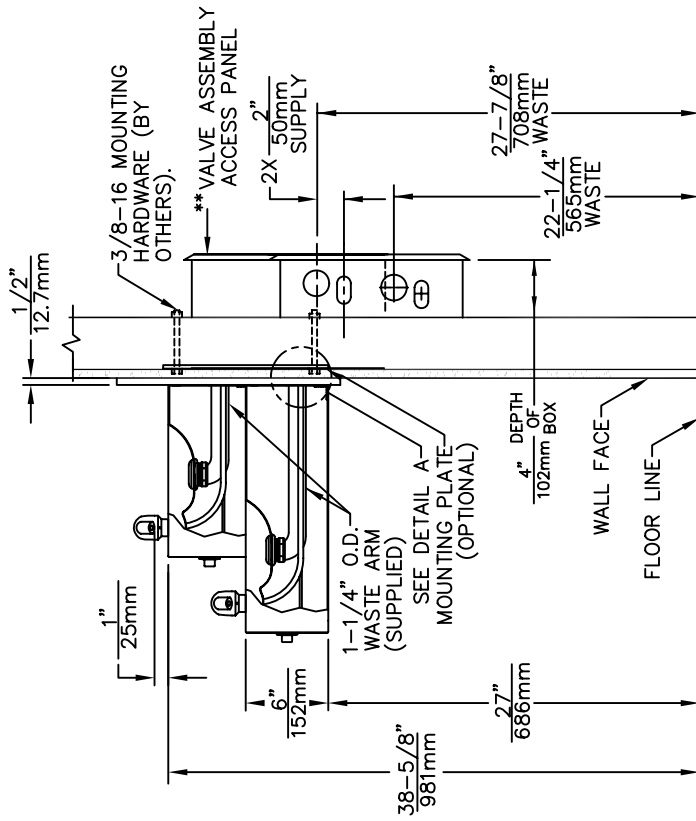 1/2"
12.7mm
3/8-16 MOUNTING
HARDWARE (BY
OTHERS).
**VALVE ASSEMBLY
ACCESS PANEL
2X 2"
50mm
SUPPLY
27-7/8"
708mm
WASTE
22-1/4"
565mm
WASTE
4" DEPTH
OF
102mm BOX
WALL FACE
FLOOR LINE
1"
25mm
1-1/4" O.D.
WASTE ARM
(SUPPLIED)
SEE DETAIL A
MOUNTING PLATE
(OPTIONAL)
6"
152mm
27"
686mm
38-5/8"
981mm